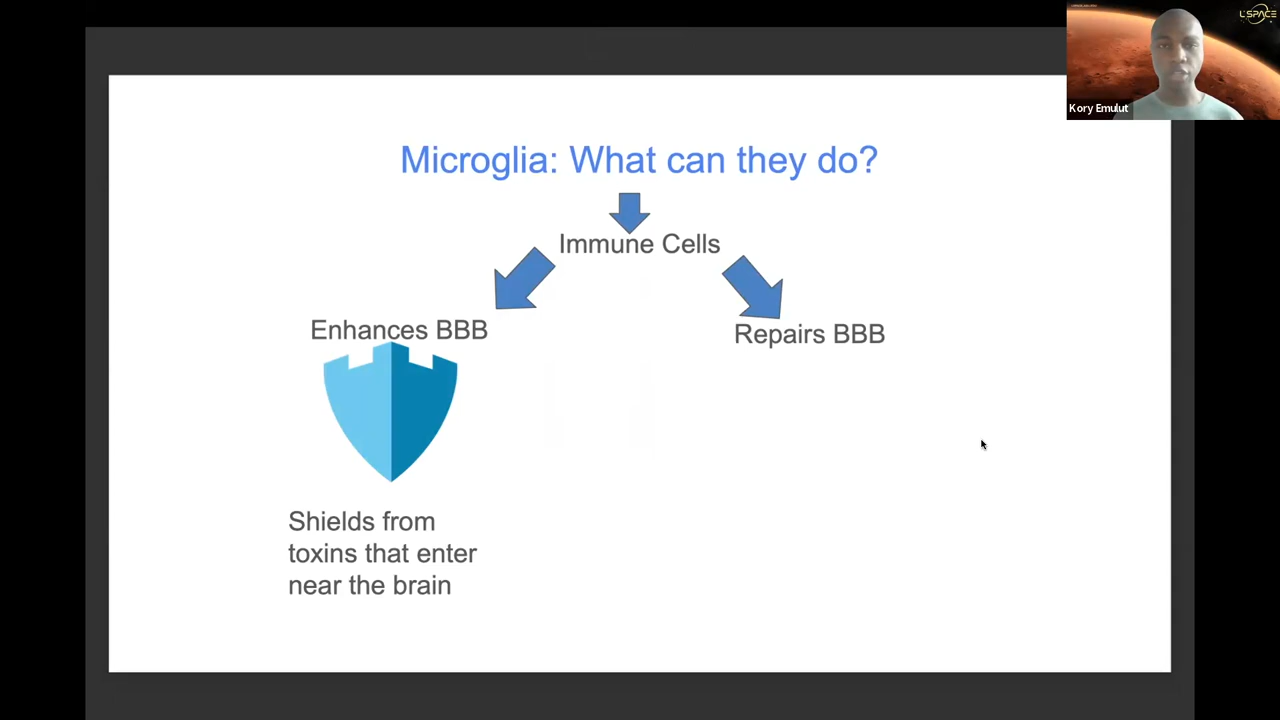 L'SPACE
Kory Emulut
Microglia: What can they do?
Immune Cells
Enhances BBB
Repairs BBB
Shields from
toxins that enter
near the brain